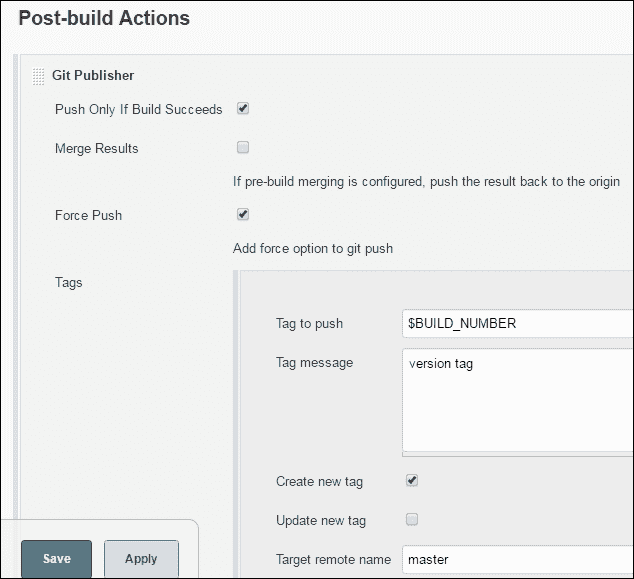 Post-build Actions
Git Publisher
Push Only If Build Succeeds
Merge Results
If pre-build merging is configured, push the result back to the origin
Force Push
Add force option to git push
Tags
Tag to push
$BUILD_NUMBER
Tag message
version tag
Create new tag
Update new tag
Target remote name
master
Save
Apply